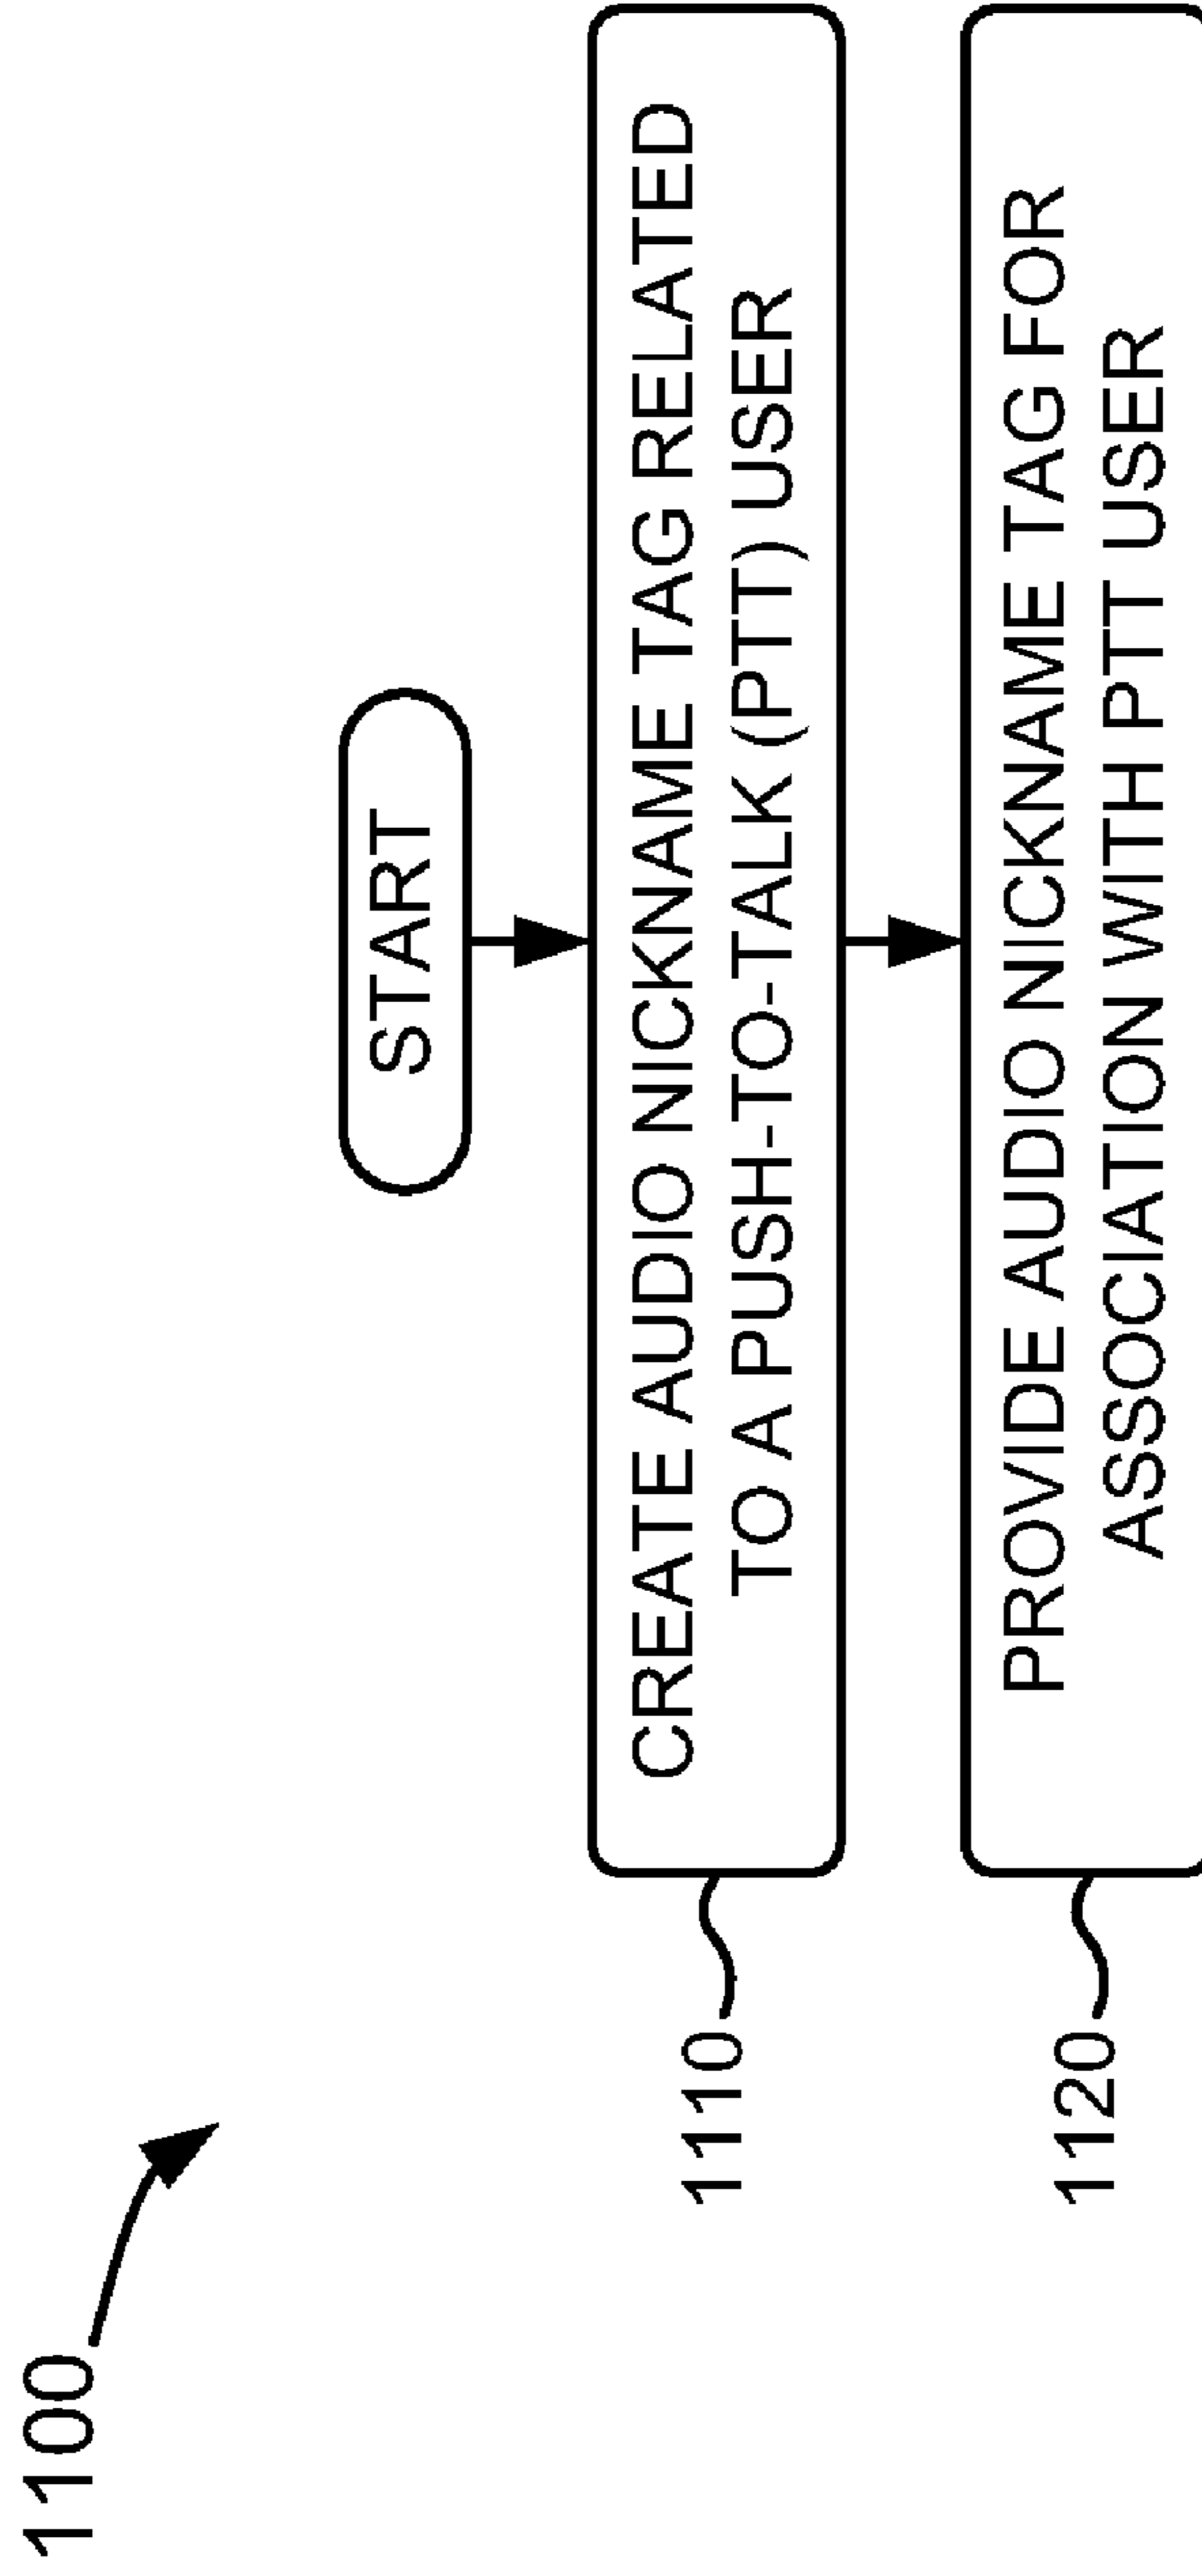 1100
START
1110
CREATE AUDIO NICKNAME TAG RELATED
TO A PUSH-TO-TALK (PTT) USER
1120
PROVIDE AUDIO NICKNAME TAG FOR
ASSOCIATION WITH PTT USER